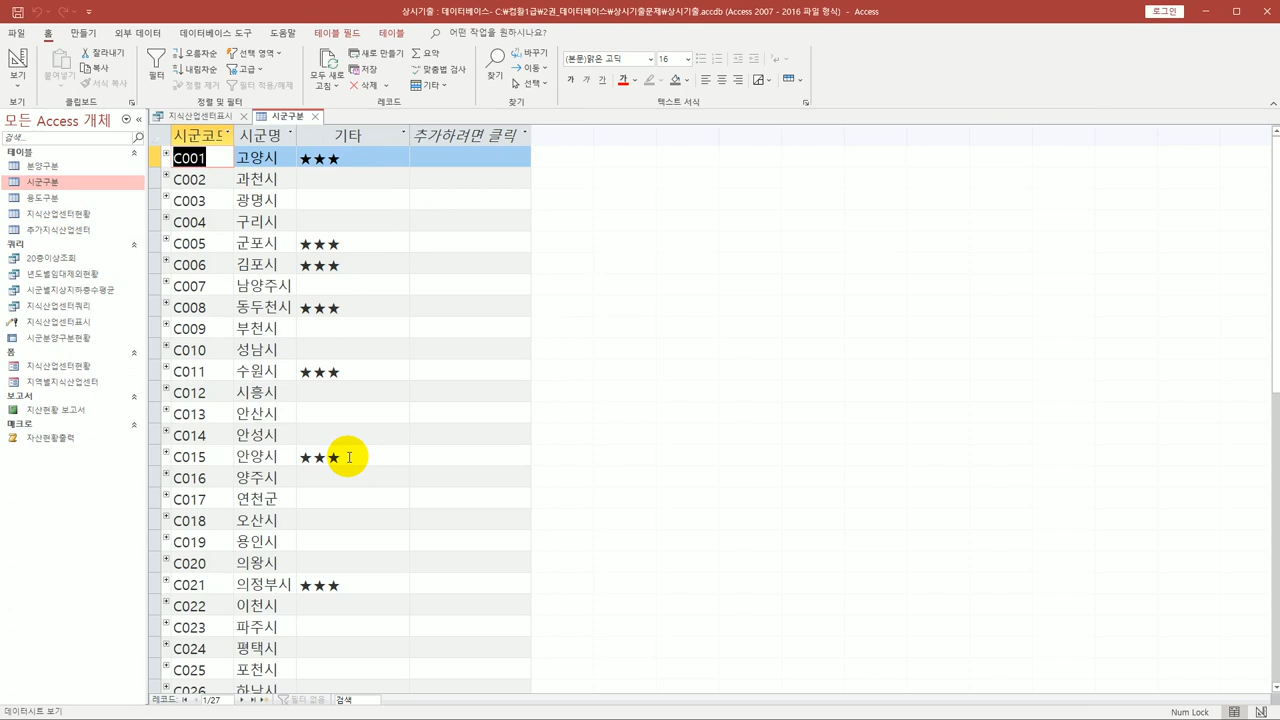 상시기술 : 데이터베이스- C:₩컴활1급₩2권_데이터베이스₩상시기출문제₩상시기술.accdb (Access 2007 - 2016 파일 형식) - Access
로그인
파일 홈 만들기 외부 데이터 데이터베이스 도구 도움말 테이블 필드 테이블 어떤 작업을 원하시나요?
보기 붙여넣기 잘라내기 복사 서식 복사
필터 오름차순 내림차순 정렬 제거 선택 영역 고급 필터 적용/해제
모두 새로 고침 새로 만들기 저장 삭제 요약 맞춤법 검사 기타
찾기 바꾸기 이동 선택
(본문)맑은 고딕 16
가 가 가 가
보기 클립보드 정렬 및 필터 레코드 찾기 텍스트 서식
모든 Access 개체
검색...
테이블
분양구분
시군구분
용도구분
지식산업센터현황
추가지식산업센터
쿼리
20층이상조회
년도별임대제외현황
시군별지상지하층수평균
지식산업센터쿼리
지식산업센터표시
시군분양구분현황
폼
지식산업센터현황
지역별지식산업센터
보고서
지산현황 보고서
매크로
자산현황출력
지식산업센터표시 시군구분
시군코드 시군명 기타 추가하려면 클릭
C001 고양시 ★★★
C002 과천시
C003 광명시
C004 구리시
C005 군포시 ★★★
C006 김포시 ★★★
C007 남양주시
C008 동두천시 ★★★
C009 부천시
C010 성남시
C011 수원시 ★★★
C012 시흥시
C013 안산시
C014 안성시
C015 안양시 ★★★
C016 양주시
C017 연천군
C018 오산시
C019 용인시
C020 의왕시
C021 의정부시 ★★★
C022 이천시
C023 파주시
C024 평택시
C025 포천시
C026 하남시
레코드: 1/27 필터 없음 검색
데이터시트 보기
Num Lock